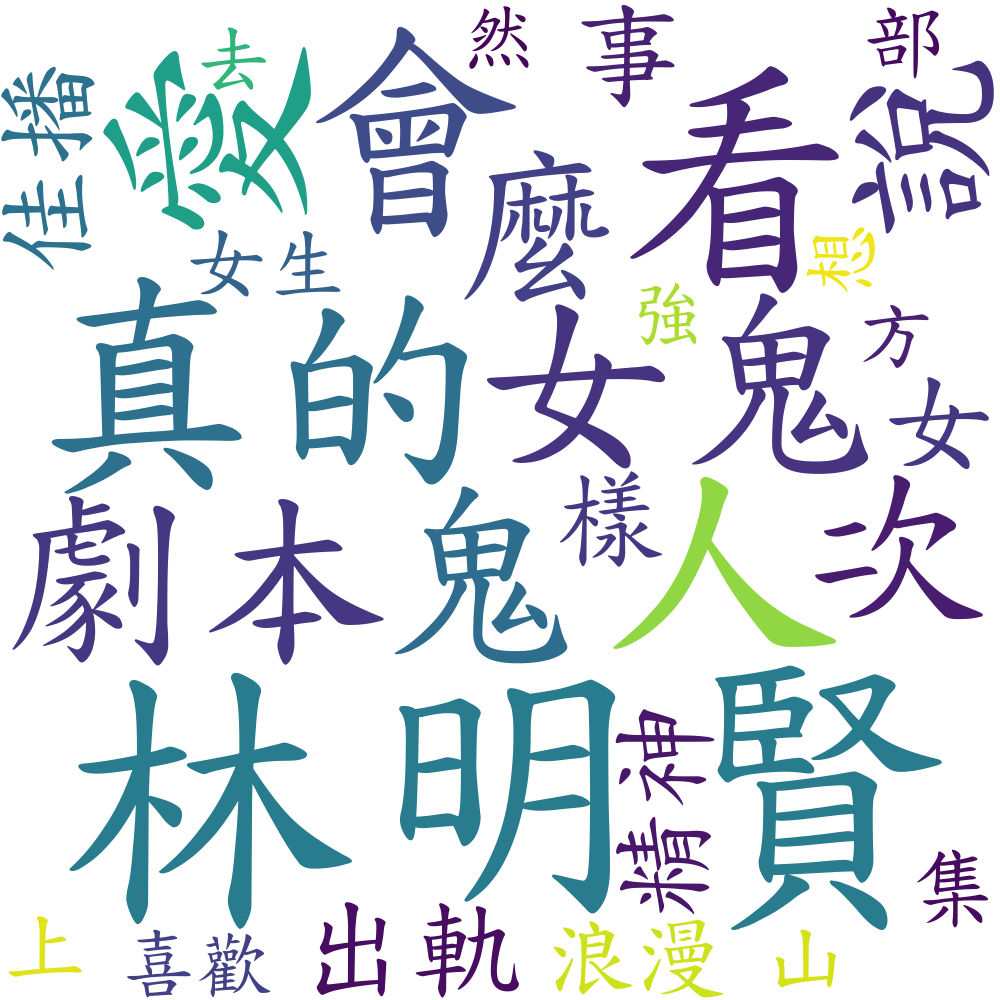 然 事 部
去
佳播 愛 會 看 說
麼
女生 想
強
真的 女鬼 方
女
劇本 鬼 樣 人 次
林明賢
精神
集
上 喜歡 出軌 浪漫 山